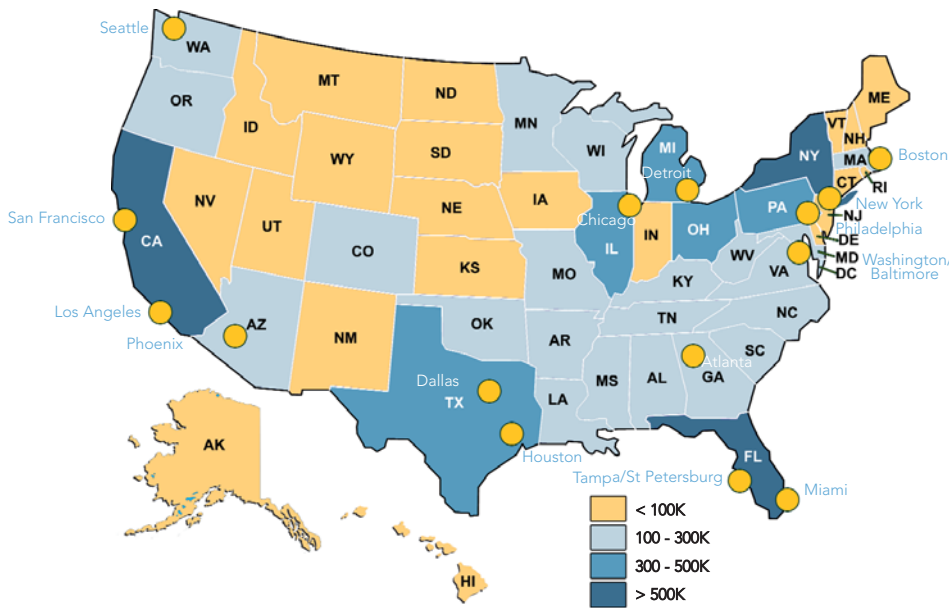 Seattle
WA
MT
ND
ME
OR
MN
VT
NH
ID
WI
MI
NY
MA
Boston
SD
WY
Detroit
CT
RI
NV
IA
NE
Chicago
PA
New York
NJ
San Francisco
UT
IN
OH
Philadelphia
CA
CO
IL
DE
WV
MD
Washington/
KS
MO
VA
DC
Baltimore
KY
Los Angeles
NC
TN
AZ
OK
Phoenix
NM
AR
SC
Atlanta
MS
AL
GA
Dallas
TX
LA
AK
Houston
FL
Tampa/St Petersburg
Miami
< 100K
100 - 300K
300 - 500K
> 500K
HI